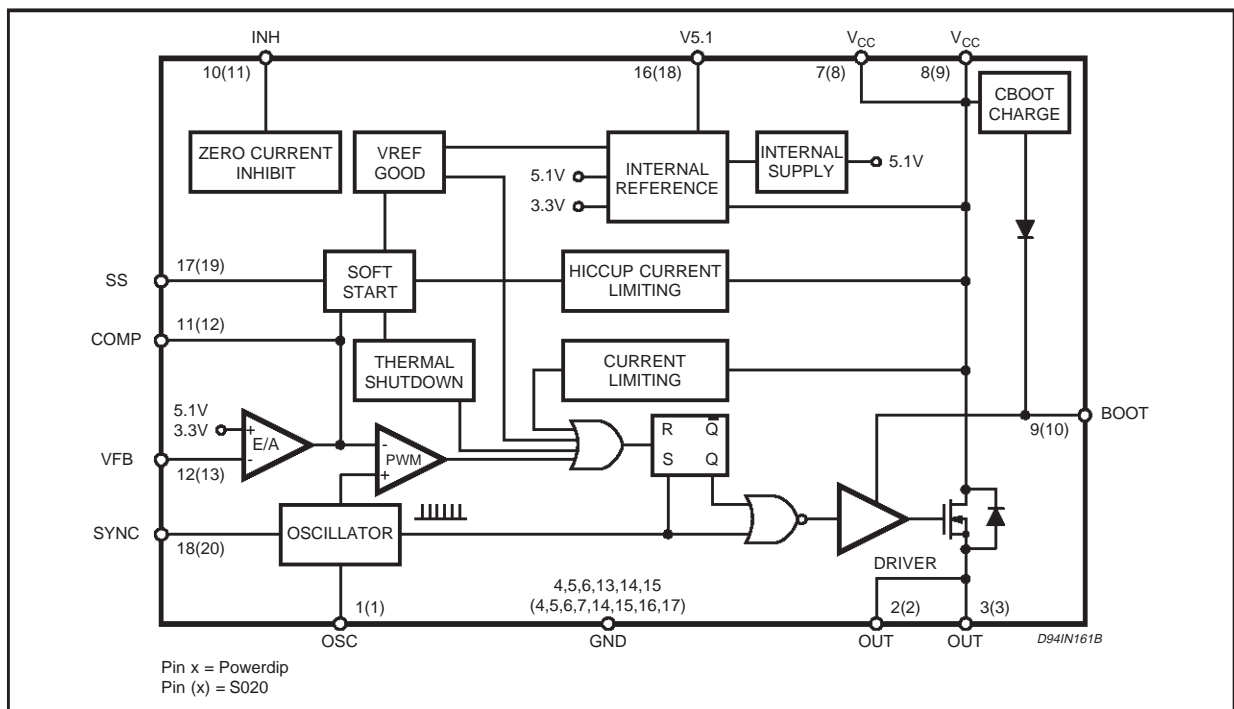 INH
V5.1
VCC
VCC
10(11)
16(18)
7(8)
8(9)
CBOOT
CHARGE
ZERO CURRENT
INHIBIT
VREF
GOOD
INTERNAL
REFERENCE
INTERNAL
SUPPLY
5.1V
5.1V
3.3V
SS
17(19)
SOFT
START
HICCUP CURRENT
LIMITING
COMP
11(12)
THERMAL
SHUTDOWN
CURRENT
LIMITING
5.1V
3.3V
+
E/A
-
VFB
12(13)
-
PWM
+
R
Q
S
Q
BOOT
9(10)
SYNC
18(20)
OSCILLATOR
DRIVER
1(1)
4,5,6,13,14,15
(4,5,6,7,14,15,16,17)
2(2)
3(3)
OSC
GND
OUT
OUT
D94IN161B
Pin x = Powerdip
Pin (x) = S020